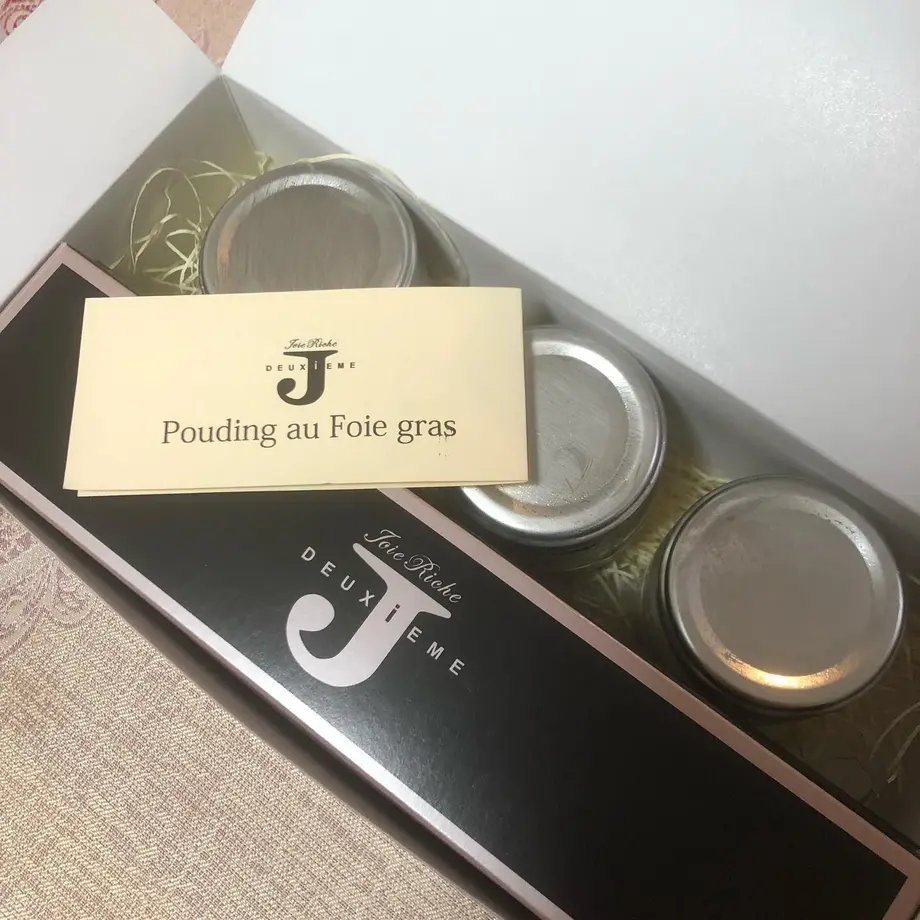 Joie Riche
DEUXiEME
J
Pouding au Foie gras
Joie Riche
DEUXiEME
J